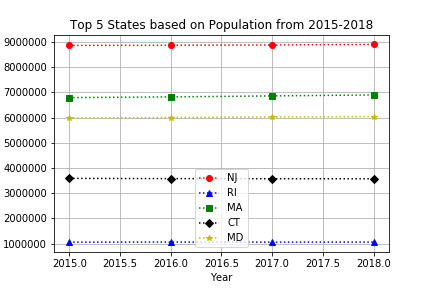 Top 5 States based on Population from 2015-2018
9000000
8000000
7000000
6000000
5000000
4000000
3000000
2000000
1000000
NJ
RI
MA
CT
MD
2015.0 2015.5 2016.0 2016.5 2017.0 2017.5 2018.0
Year